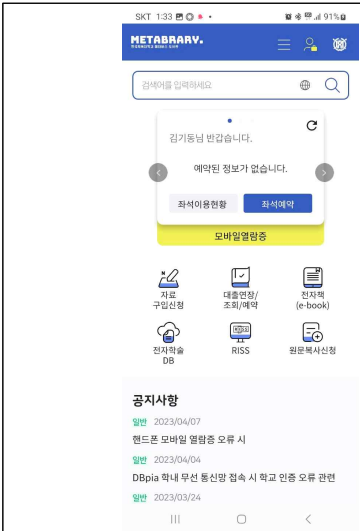 SKT 1:33
91%
METABRARY.
검색어를 입력하세요
김기동님 반갑습니다.
예약된 정보가 없습니다.
좌석이용현황 좌석예약
모바일열람증
자료
구입신청
대출연장/
조회/예약
전자책
(e-book)
전자학술
DB
RISS
원문복사신청
공지사항
일반 2023/04/07
핸드폰 모바일 열람증 오류 시
일반 2023/04/04
DBpia 학내 무선 통신망 접속 시 학교 인증 오류 관련
일반 2023/03/24